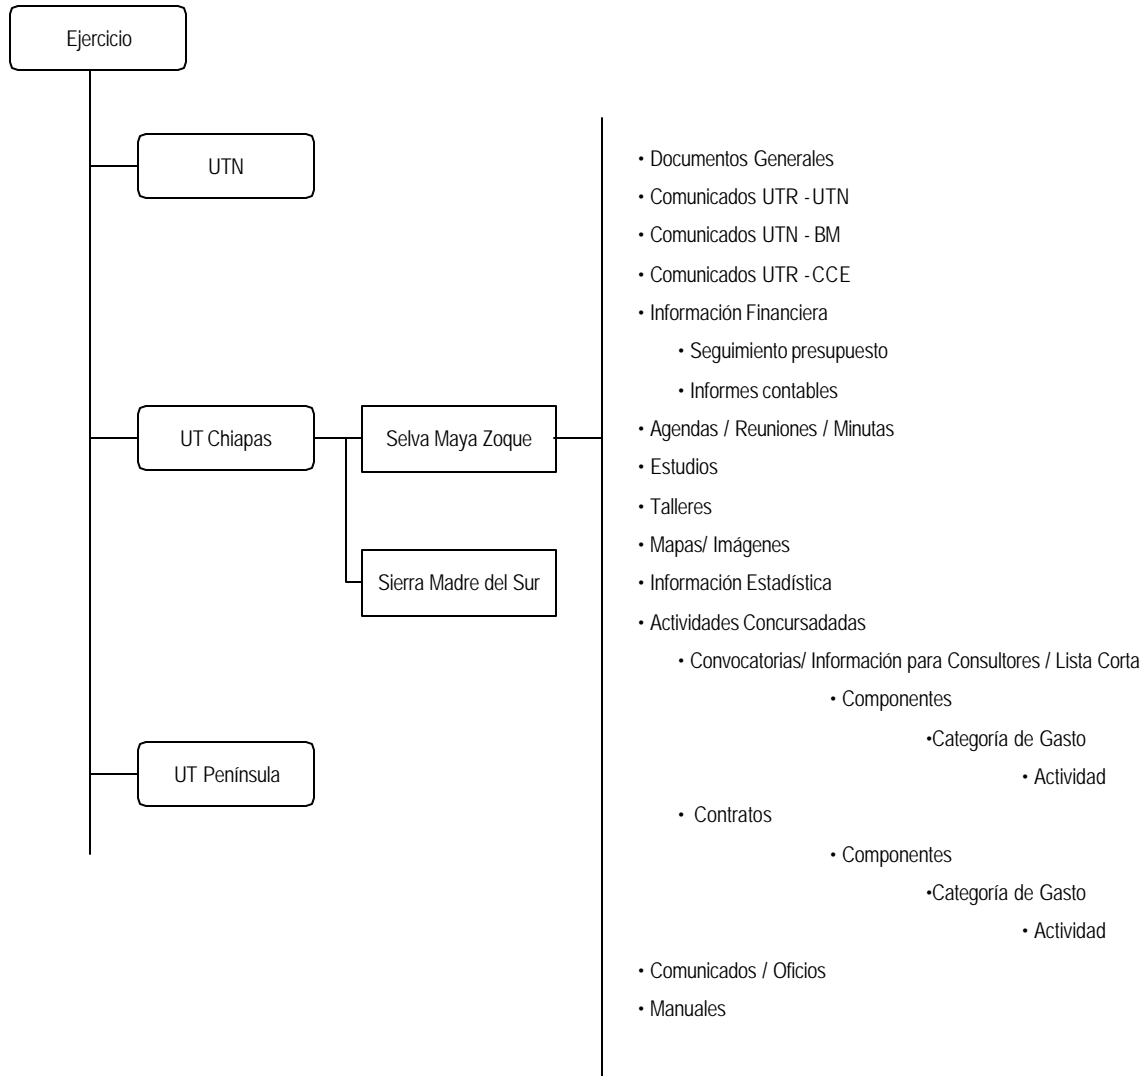 Ejercicio
UTN
UT Chiapas
Selva Maya Zoque
Sierra Madre del Sur
UT Península
• Documentos Generales
• Comunicados UTR - UTN
• Comunicados UTN - BM
• Comunicados UTR - CCE
• Información Financiera
• Seguimiento presupuesto
• Informes contables
• Agendas / Reuniones / Minutas
• Estudios
• Talleres
• Mapas/ Imágenes
• Información Estadística
• Actividades Concursadadas
• Convocatorias/ Información para Consultores / Lista Corta
• Componentes
•Categoría de Gasto
• Actividad
• Contratos
• Componentes
•Categoría de Gasto
• Actividad
• Comunicados / Oficios
• Manuales